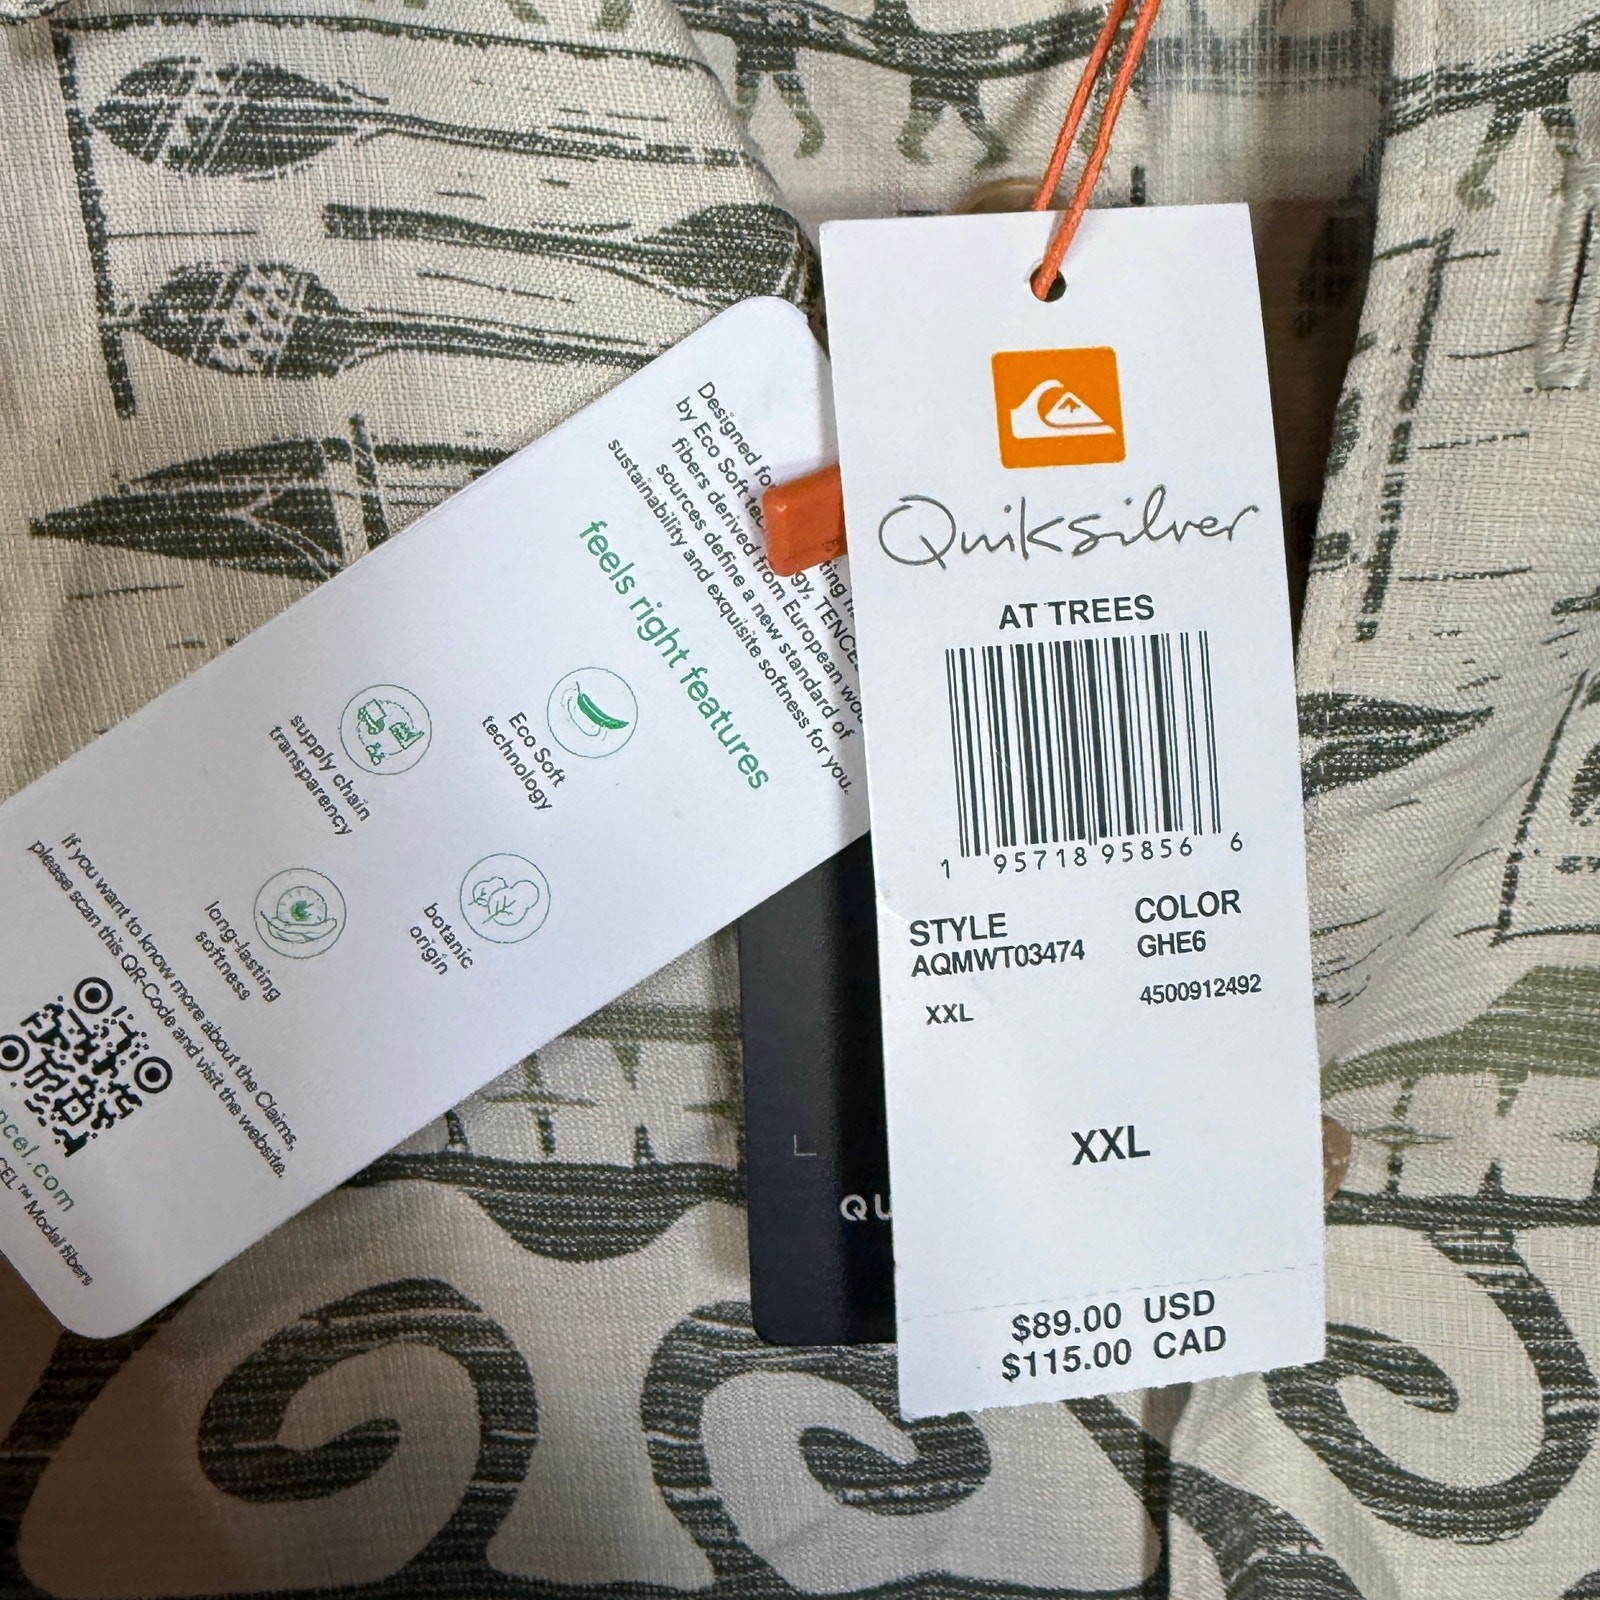 Quiksilver
AT TREES
1 95718 95856 6
STYLE
AQMWT03474
COLOR
GHE6
XXL
4500912492
XXL
$89.00 USD
$115.00 CAD
Designed for
by Eco Soft
fibers derived from European
sources define a new standard of
sustainability and exquisite softness for you.
feels right features
Eco Soft
technology
supply chain
transparency
botanic
origin
long-lasting
softness
If you want to know more about the Claims,
please scan this QR-Code and visit the website.
Modal fibers
L
QU